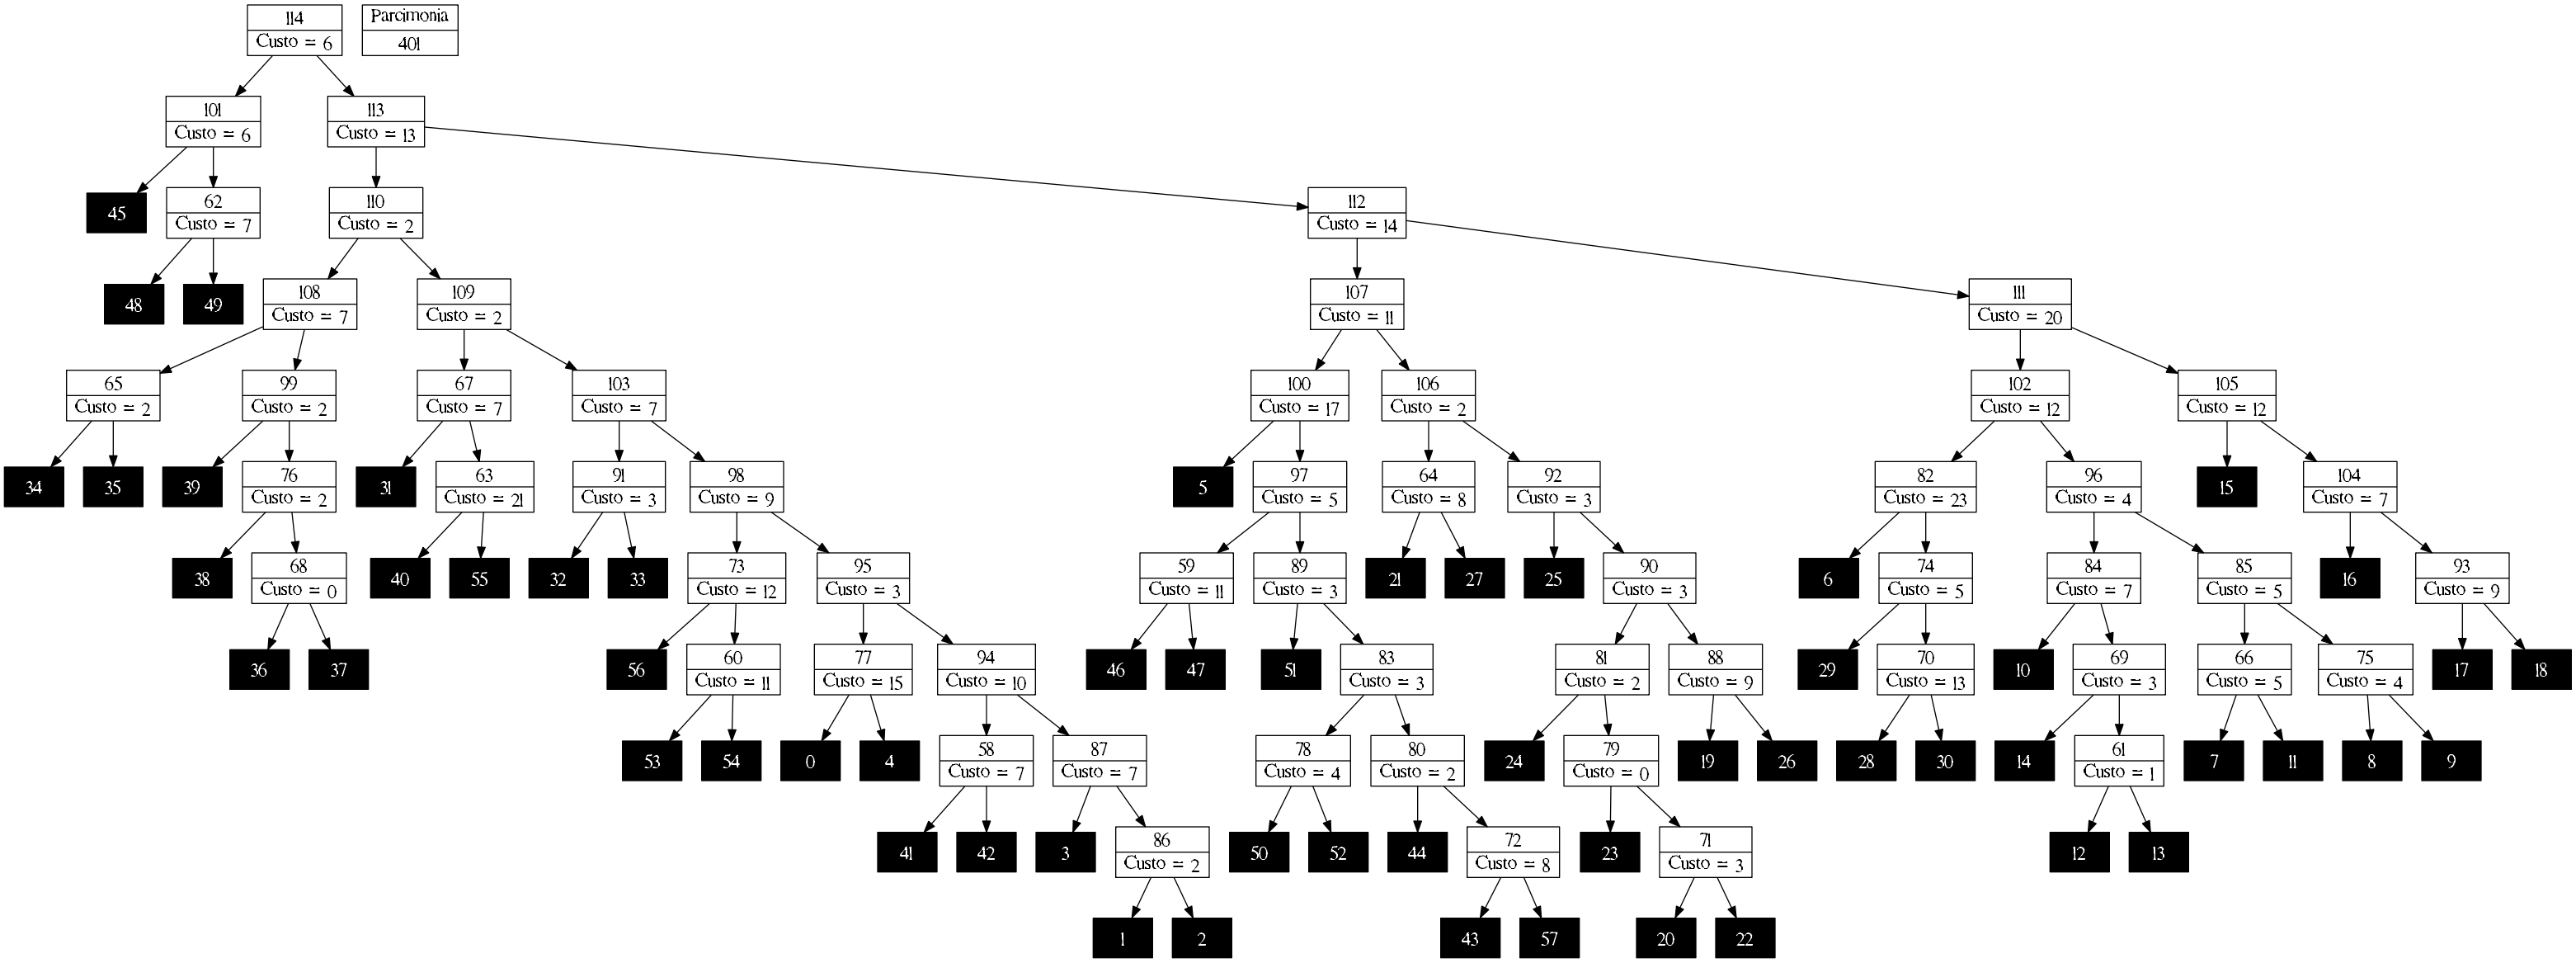 114
Custo = 6
Parcimonia
401
101
Custo = 6
113
Custo = 13
45
62
Custo = 7
110
Custo = 2
112
Custo = 14
48
49
108
Custo = 7
109
Custo = 2
107
Custo = 11
111
Custo = 20
65
Custo = 2
99
Custo = 2
67
Custo = 7
103
Custo = 7
100
Custo = 17
106
Custo = 2
102
Custo = 12
105
Custo = 12
34
35
39
76
Custo = 2
31
63
Custo = 21
91
Custo = 3
98
Custo = 9
5
97
Custo = 5
64
Custo = 8
92
Custo = 3
82
Custo = 23
96
Custo = 4
15
104
Custo = 7
38
68
Custo = 0
40
55
32
33
73
Custo = 12
95
Custo = 3
59
Custo = 11
89
Custo = 3
21
27
25
90
Custo = 3
6
74
Custo = 5
84
Custo = 7
85
Custo = 5
16
93
Custo = 9
36
37
56
60
Custo = 11
77
Custo = 15
94
Custo = 10
46
47
51
83
Custo = 3
81
Custo = 2
88
Custo = 9
29
70
Custo = 13
10
69
Custo = 3
66
Custo = 5
75
Custo = 4
17
18
53
54
0
4
58
Custo = 7
87
Custo = 7
78
Custo = 4
80
Custo = 2
24
79
Custo = 0
19
26
28
30
14
61
Custo = 1
7
11
8
9
41
42
3
86
Custo = 2
50
52
44
72
Custo = 8
23
71
Custo = 3
12
13
1
2
43
57
20
22